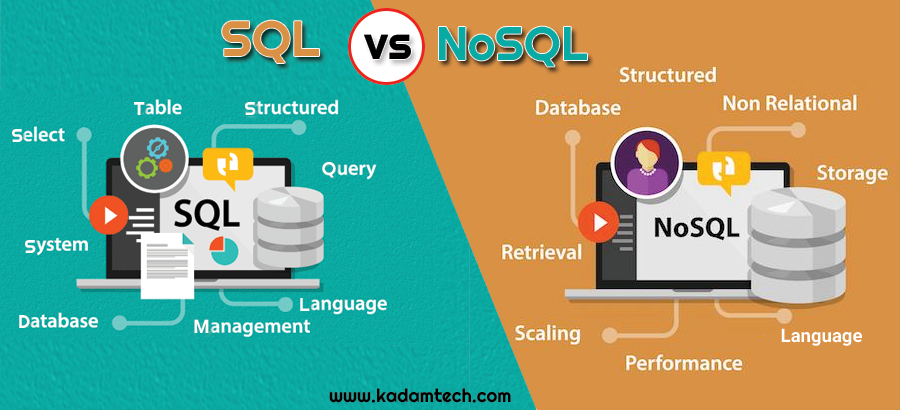 SQL vs NoSQL
Table
Structured
Select
Query
SQL
System
Language
Database
Management
Structured
Database
Non Relational
Storage
NoSQL
Retrieval
Scaling
Language
Performance
www.kadamtech.com